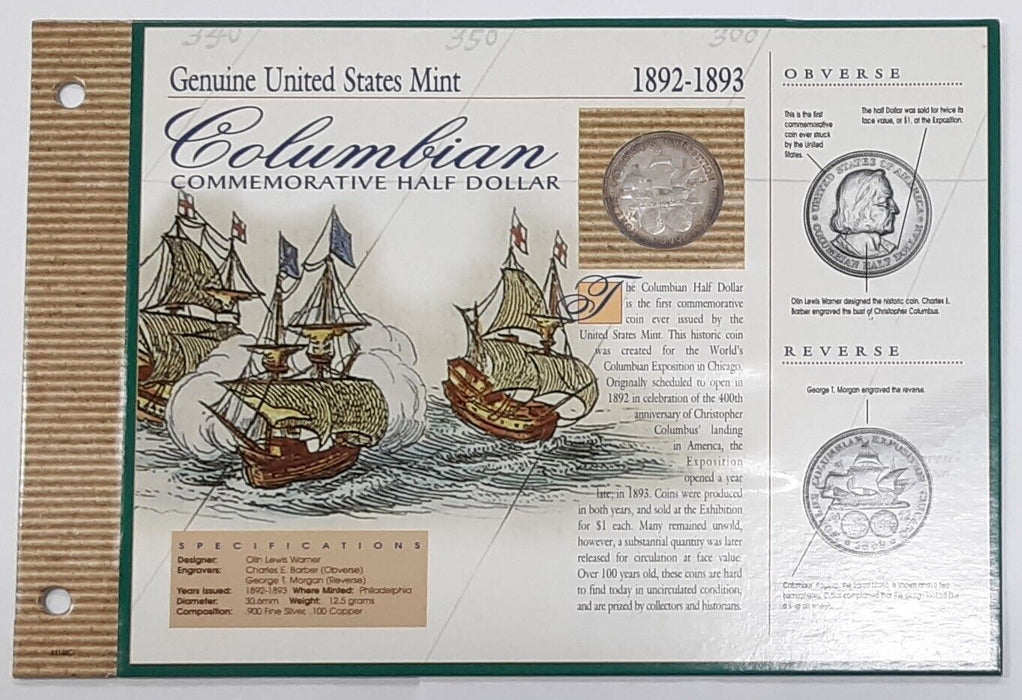 340 350 360
Genuine United States Mint 1892-1893
Columbian
COMMEMORATIVE HALF DOLLAR
The Columbian Half Dollar
is the first commemorative
coin ever issued by the
United States Mint. This historic coin
was created for the World's
Columbian Exposition in Chicago.
Originally scheduled to open in
1892 in celebration of the 400th
anniversary of Christopher
Columbus' landing
in America, the
Exposition
opened a year
late, in 1893. Coins were produced
in both years, and sold at the Exhibition
for $1 each. Many remained unsold,
however, a substantial quantity was later
released for circulation at face value.
Over 100 years old, these coins are hard
to find today in uncirculated condition,
and are prized by collectors and historians.
SPECIFICATIONS
Designer: Olin Lewis Warner
Engravers: Charles E. Barber (Obverse)
George T. Morgan (Reverse)
Years Issued: 1892-1893 Where Minted: Philadelphia
Diameter: 30.6mm Weight: 12.5 grams
Composition: .900 Fine Silver, .100 Copper
OBVERSE
This is the first
commemorative
coin ever struck
by the United
States.
The half Dollar was sold for twice its
face value, or $1, at the Exposition.
UNITED STATES OF AMERICA
COLUMBIAN HALF DOLLAR
Olin Lewis Warner designed the historic coin, Charles E.
Barber engraved the bust of Christopher Columbus.
REVERSE
George T. Morgan engraved the reverse.
COLUMBIAN EXPOSITION